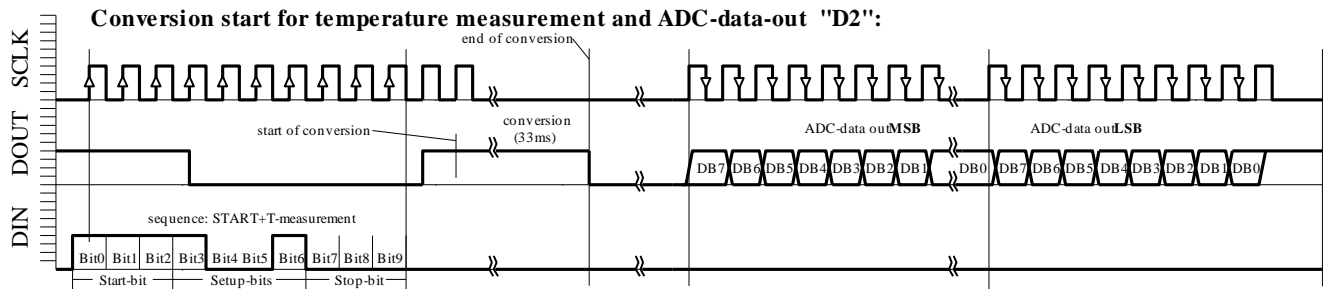 Conversion start for temperature measurement and ADC-data-out "D2":
end of conversion
SCLK
start of conversion
conversion
(33ms)
ADC-data outMSB
ADC-data outLSB
DOUT
DB7 DB6 DB5 DB4 DB3 DB2 DB1 DB0 DB7 DB6 DB5 DB4 DB3 DB2 DB1 DB0
sequence: START+T-measurement
DIN
Bit0 Bit1 Bit2 Bit3 Bit4 Bit5 Bit6 Bit7 Bit8 Bit9
Start-bit Setup-bits Stop-bit